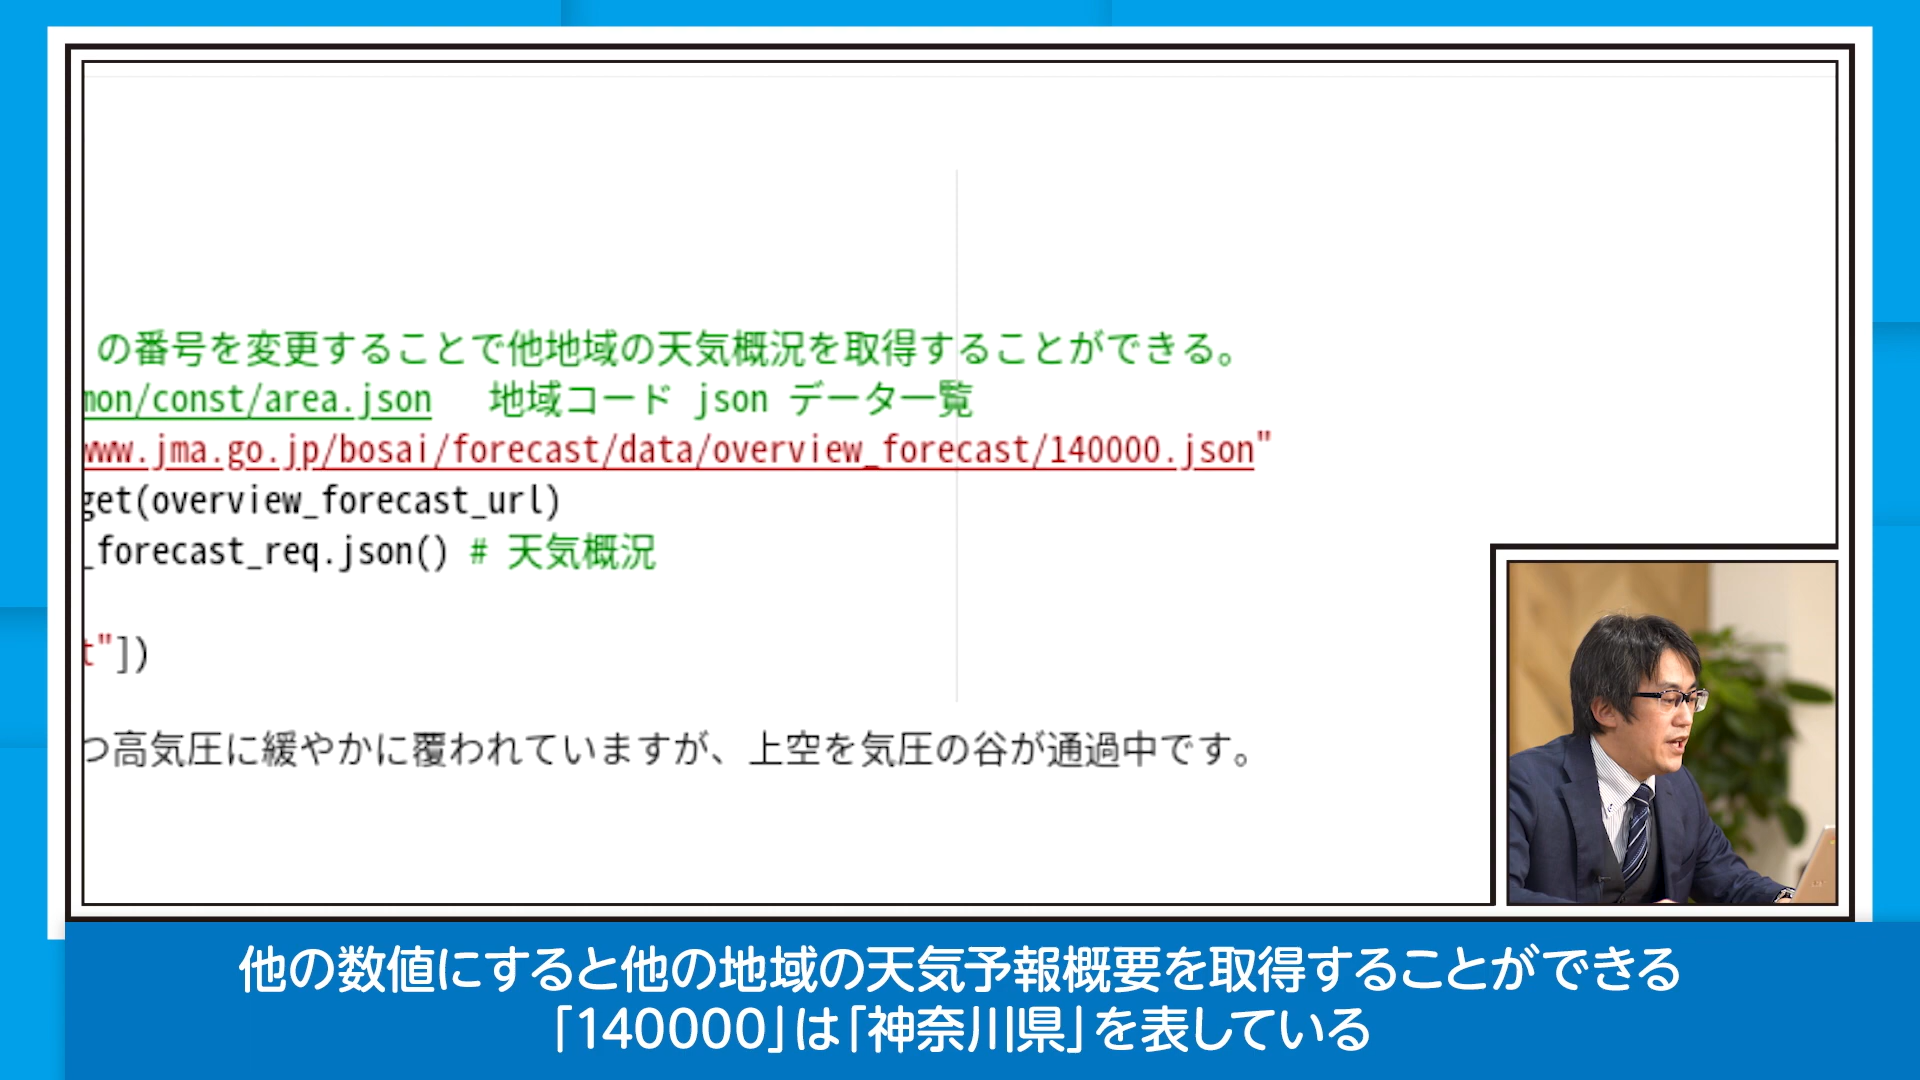 の番号を変更することで他地域の天気概況を取得することができる。
mon/const/area.json 地域コード json データ一覧
www.jma.go.jp/bosai/forecast/data/overview_forecast/140000.json"
get(overview_forecast_url)
_forecast_req.json() # 天気概況
t"])
つ高気圧に緩やかに覆われていますが、上空を気圧の谷が通過中です。
他の数値にすると他の地域の天気予報概要を取得することができる
「140000」は「神奈川県」を表している